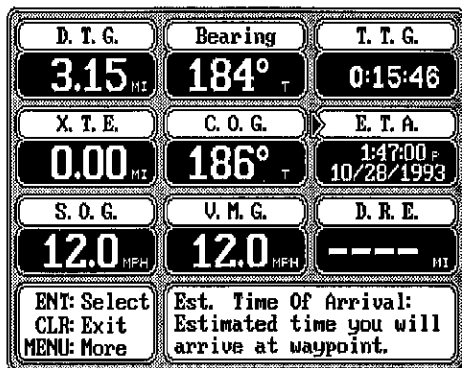 D. T. G. Bearing T. T. G.
3.15 MI 184° T 0:15:46
X. T. E. C. O. G. E. T. A.
0.00 MI 186° T 1:47:00 P
10/28/1993
S. O. G. V. M. G. D. R. E.
12.0 MPH 12.0 MPH ---- MI
ENT: Select
CLR: Exit
MENU: More
Est. Time Of Arrival:
Estimated time you will
arrive at waypoint.